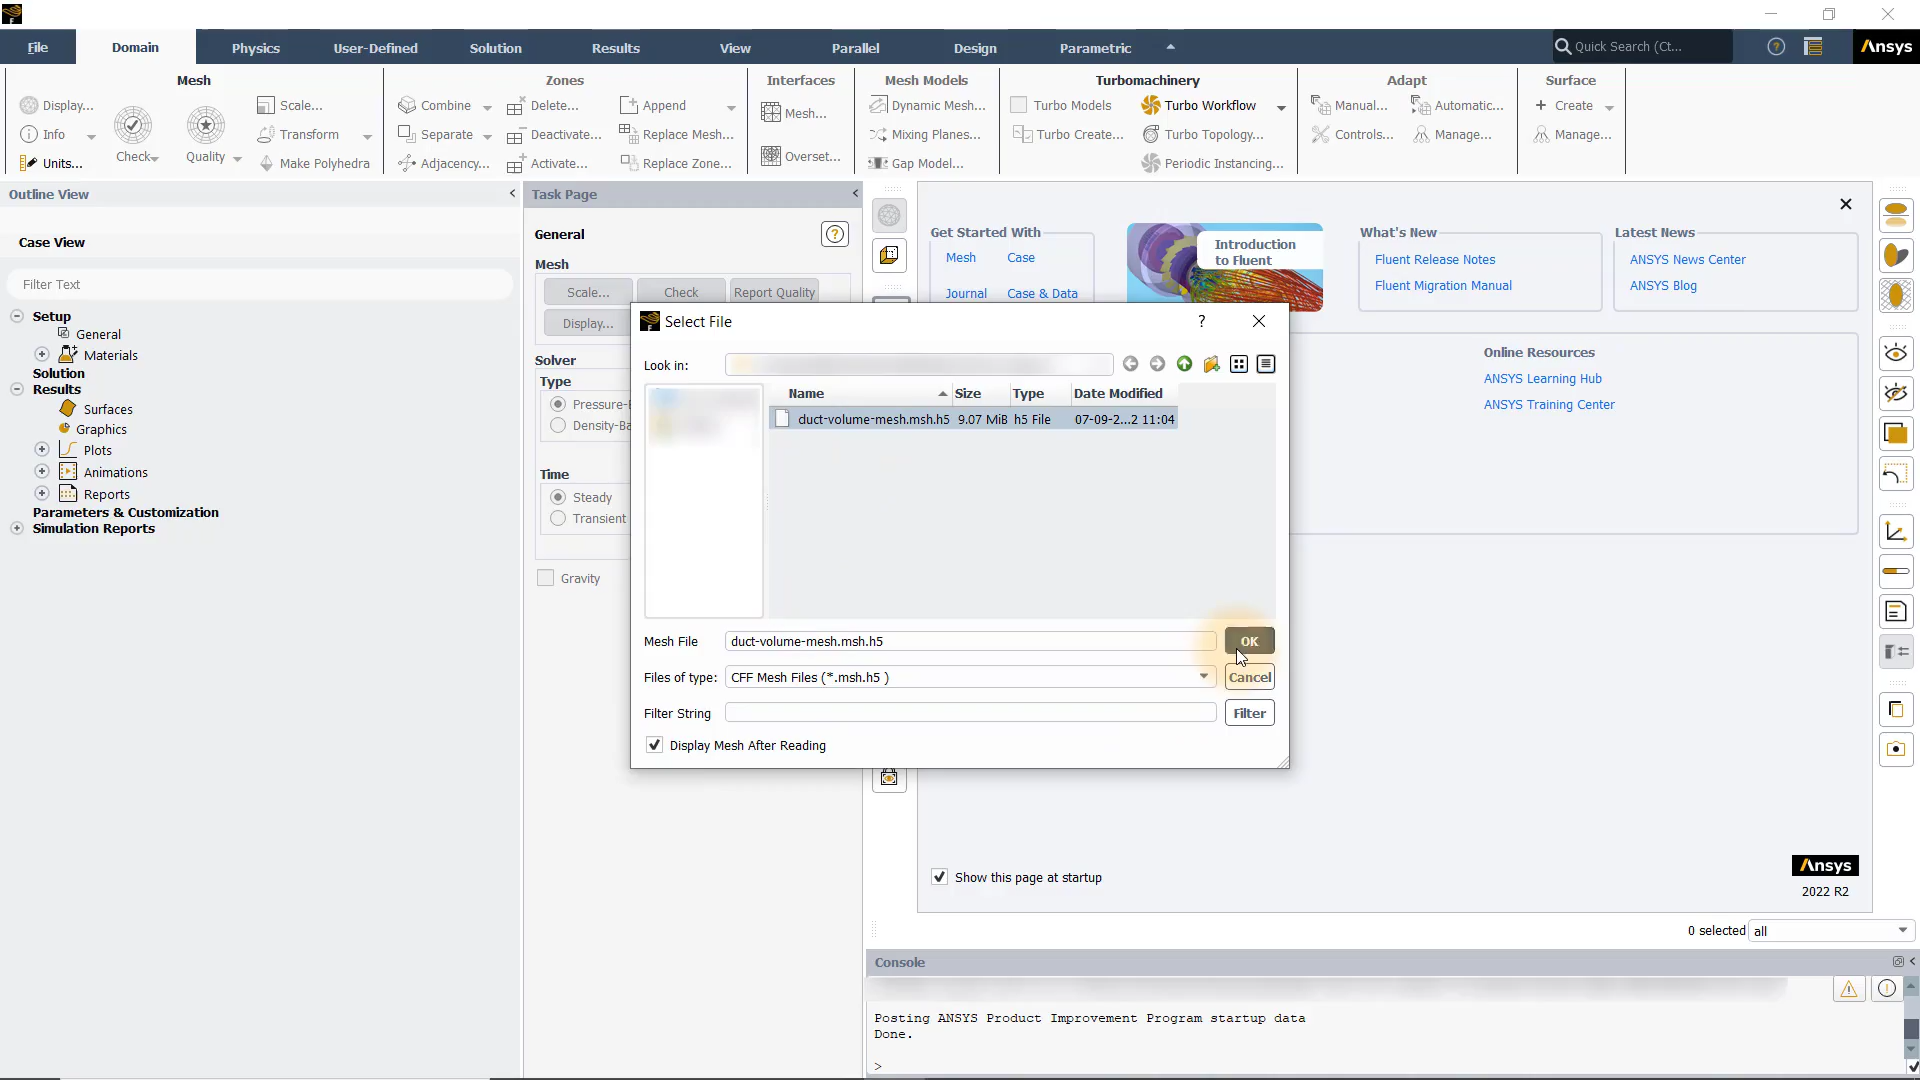 File
Domain
Physics
User-Defined
Solution
Results
View
Parallel
Design
Parametric
Quick Search (Ct...
Ansys
Mesh
Display...
Info
Units...
Check
Quality
Scale...
Transform
Make Polyhedra
Zones
Combine
Separate
Adjacency...
Delete...
Deactivate...
Activate...
Append
Replace Mesh...
Replace Zone...
Interfaces
Mesh...
Overset...
Mesh Models
Dynamic Mesh...
Mixing Planes...
Gap Model...
Turbomachinery
Turbo Models
Turbo Create...
Turbo Workflow
Turbo Topology...
Periodic Instancing...
Adapt
Manual...
Controls...
Automatic...
Manage...
Surface
+ Create
Manage...
Outline View
<
Case View
Filter Text
Setup
General
Materials
Solution
Results
Surfaces
Graphics
Plots
Animations
Reports
Parameters & Customization
Simulation Reports
Task Page
<
General
?
Mesh
Scale...
Check
Report Quality
Display...
Solver
Type
Pressure-B
Density-Ba
Time
Steady
Transient
Gravity
Get Started With
Mesh
Case
Journal
Case & Data
Introduction
to Fluent
What's New
Fluent Release Notes
Fluent Migration Manual
Latest News
ANSYS News Center
ANSYS Blog
Online Resources
ANSYS Learning Hub
ANSYS Training Center
Select File
?
Look in:
Name
Size
Type
Date Modified
duct-volume-mesh.msh.h5
9.07 MiB
h5 File
07-09-2...2 11:04
Mesh File
duct-volume-mesh.msh.h5
OK
Files of type:
CFF Mesh Files (*.msh.h5 )
Cancel
Filter String
Filter
Display Mesh After Reading
Show this page at startup
Ansys
2022 R2
0 selected
all
Console
<
Posting ANSYS Product Improvement Program startup data
Done.
>